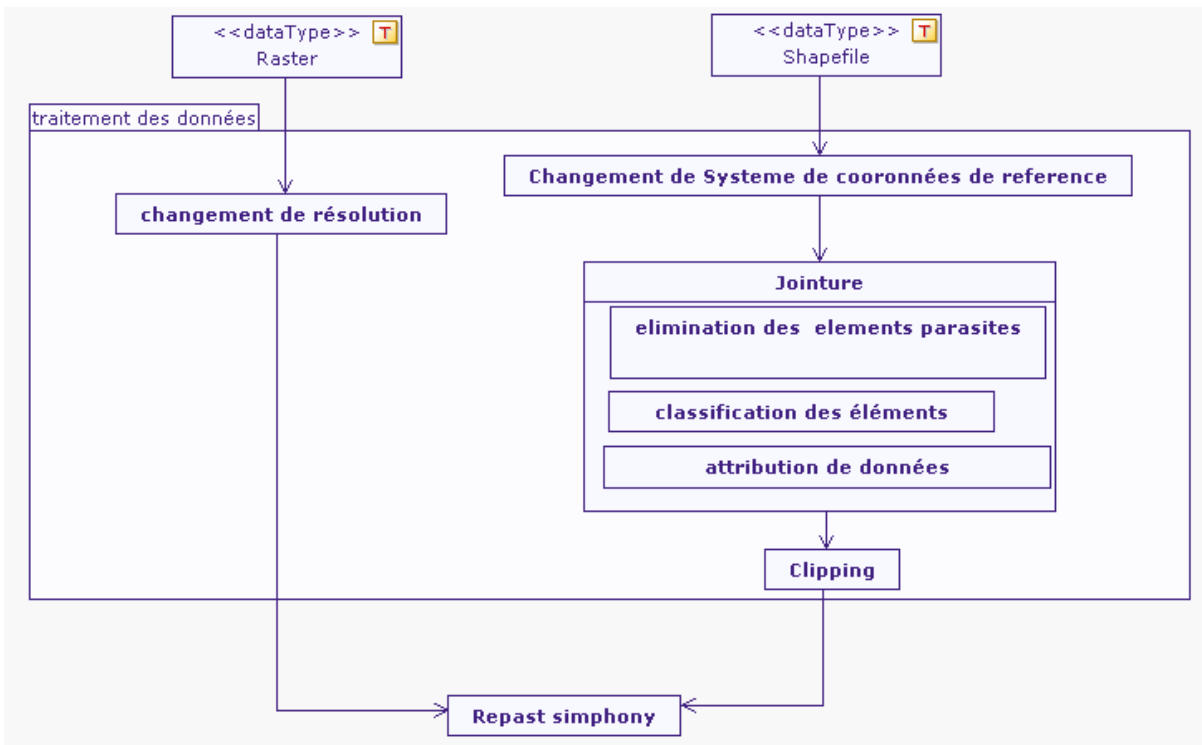 <<dataType>> T
Raster
<<dataType>> T
Shapefile
traitement des données
Changement de Systeme de cooronnées de reference
changement de résolution
Jointure
elimination des elements parasites
classification des éléments
attribution de données
Clipping
Repast simphony